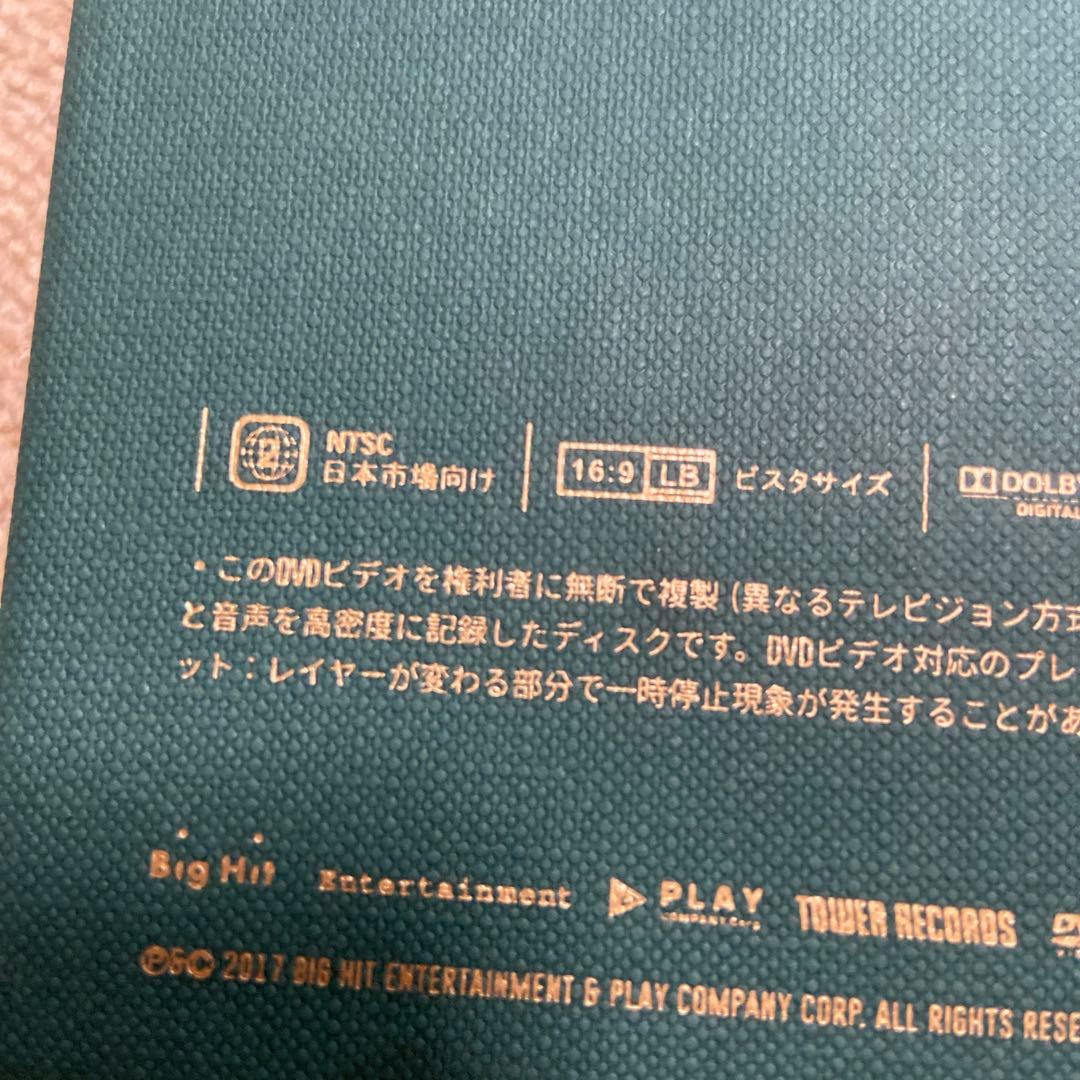 2 NTSC
日本市場向け
16:9 LB ビスタサイズ
DOLBY
DIGITAL
・このDVDビデオを権利者に無断で複製(異なるテレビジョン方式
と音声を高密度に記録したディスクです。DVDビデオ対応のプレ
ット:レイヤーが変わる部分で一時停止現象が発生することがあ
Big Hit Entertainment PLAY COMPANY Corp. TOWER RECORDS
℗&© 2017 BIG HIT ENTERTAINMENT & PLAY COMPANY CORP. ALL RIGHTS RESE